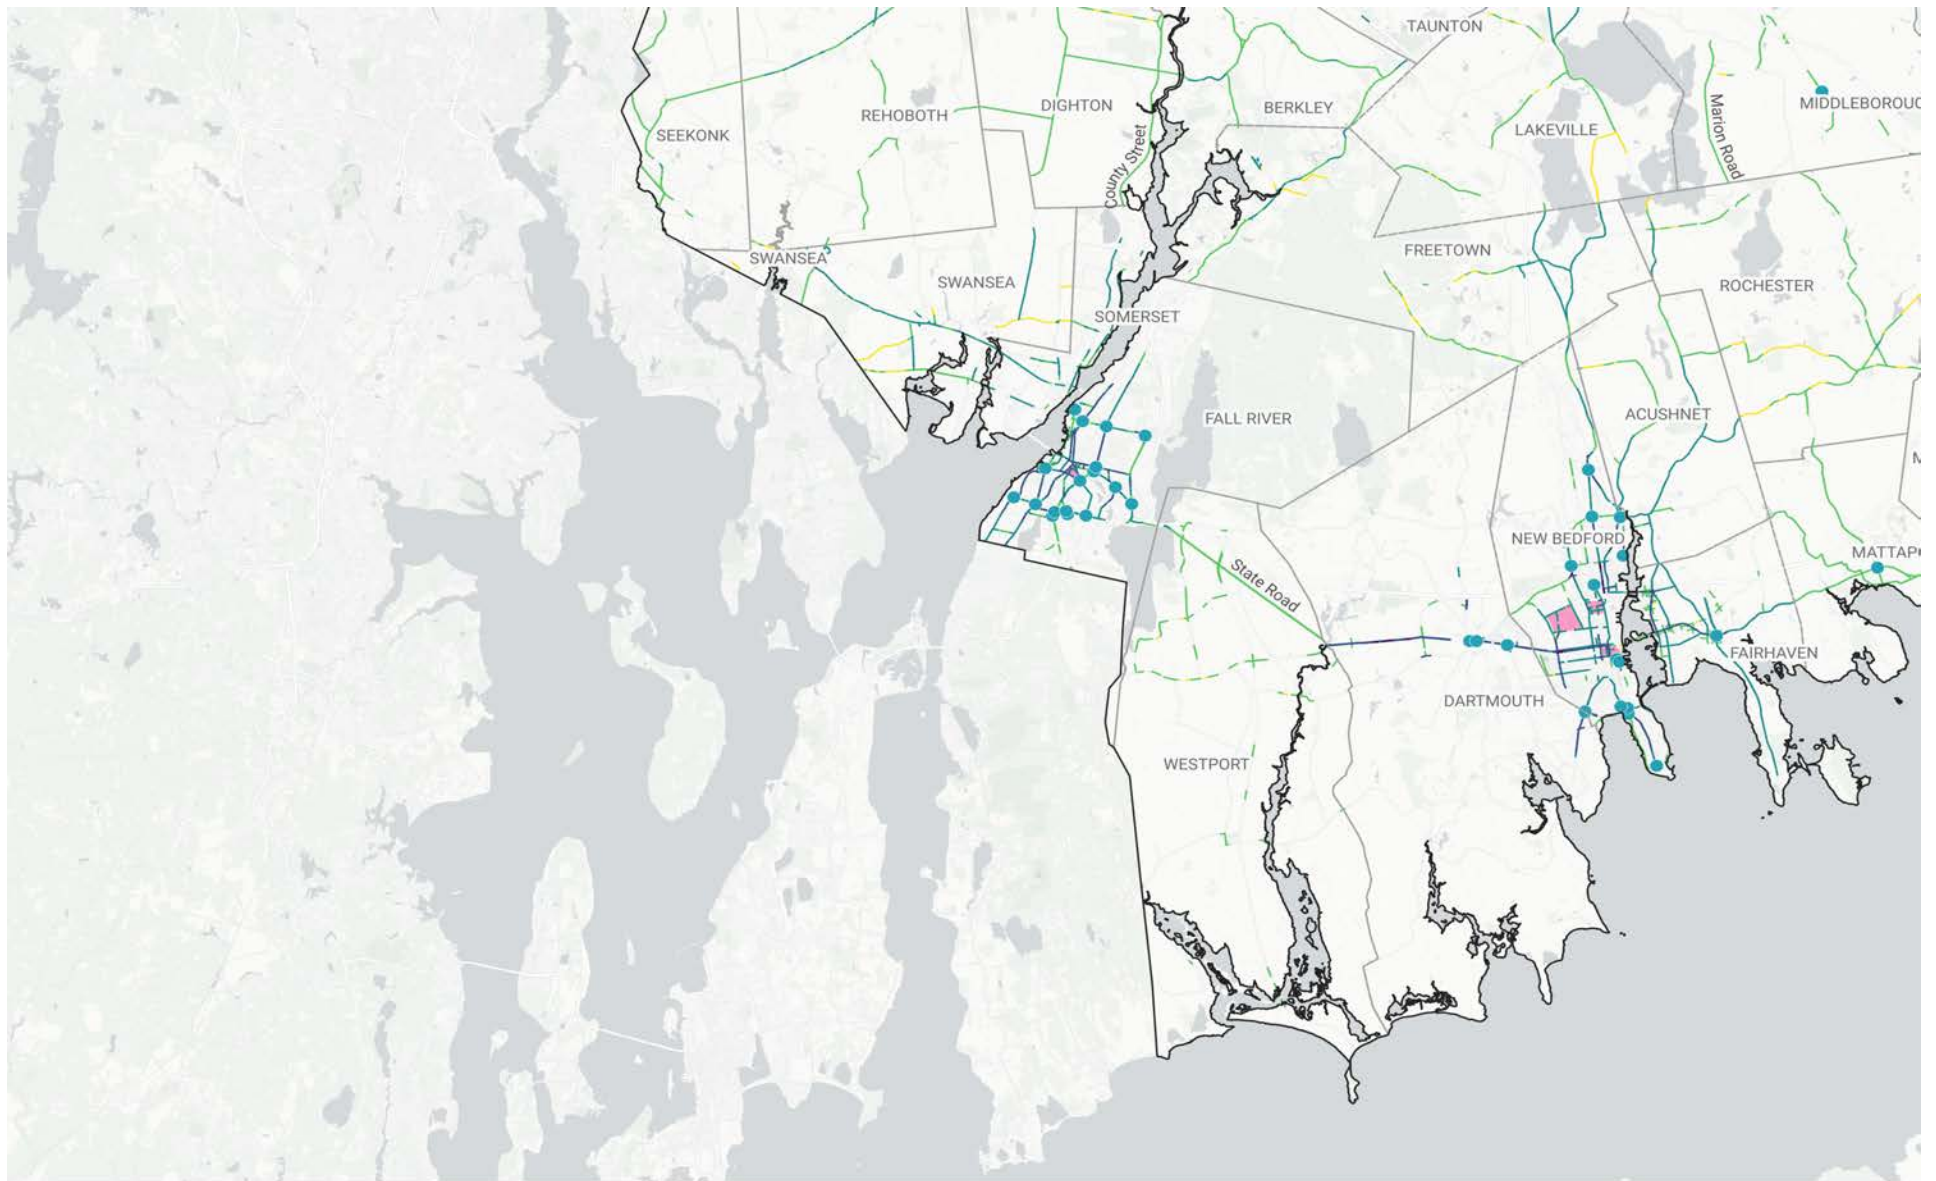 TAUNTON
MIDDLEBOROUG
BERKLEY
DIGHTON
REHOBOTH
LAKEVILLE
SEEKONK
Marion Road
County Street
FREETOWN
SWANSEA
SWANSEA
ROCHESTER
SOMERSET
ACUSHNET
FALL RIVER
M
NEW BEDFORD
MATTAP
State Road
FAIRHAVEN
DARTMOUTH
WESTPORT